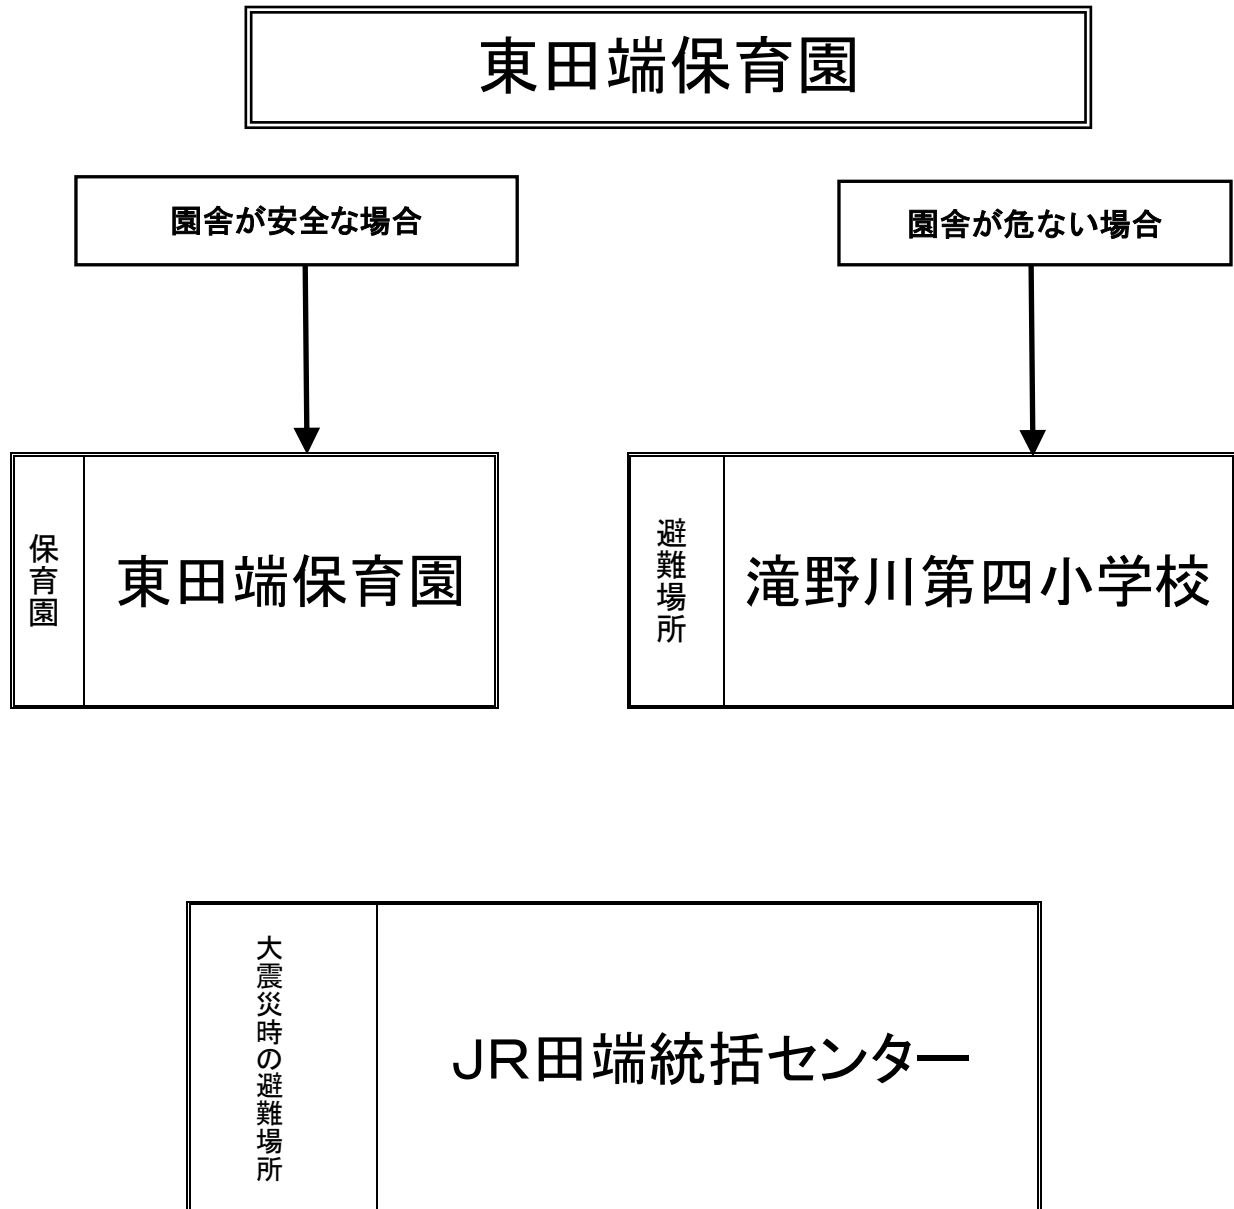 東田端保育園
園舎が安全な場合
園舎が危ない場合
保育園
東田端保育園
避難場所
滝野川第四小学校
大震災時の避難場所
JR田端統括センター